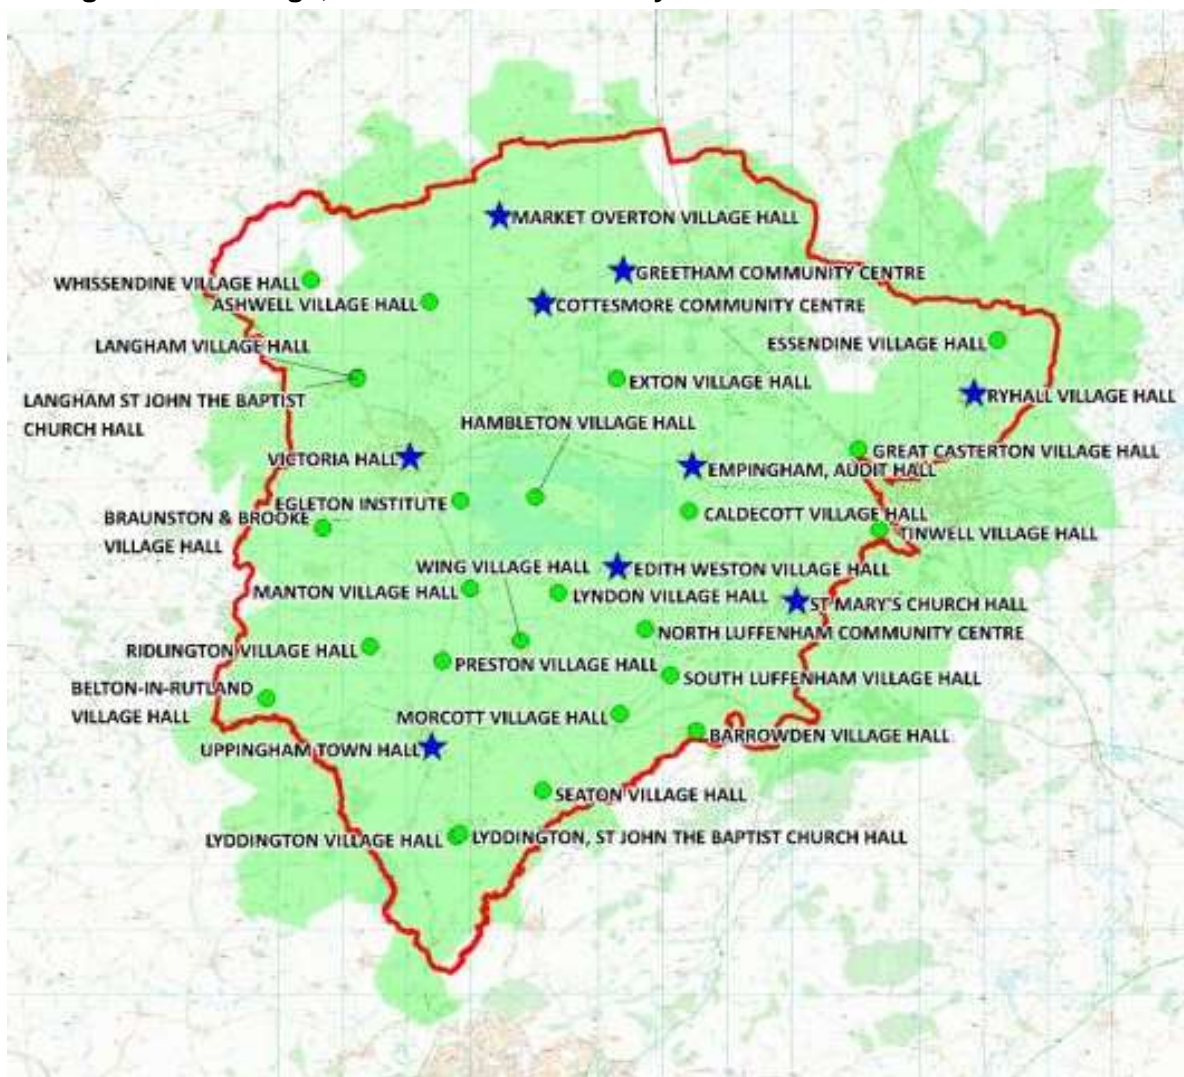 MARKET OVERTON VILLAGE HALL
GREETHAM COMMUNITY CENTRE
WHISSENDINE VILLAGE HALL
ASHWELL VILLAGE HALL
COTTESMORE COMMUNITY CENTRE
LANGHAM VILLAGE HALL
ESSENDINE VILLAGE HALL
EXTON VILLAGE HALL
LANGHAM ST JOHN THE BAPTIST
CHURCH HALL
RYHALL VILLAGE HALL
HAMBLETON VILLAGE HALL
GREAT CASTERTON VILLAGE HALL
VICTORIA HALL
EMPINGHAM, AUDIT HALL
EGLETON INSTITUTE
BRAUNSTON & BROOKE
VILLAGE HALL
CALDECOTT VILLAGE HALL
TINWELL VILLAGE HALL
WING VILLAGE HALL
EDITH WESTON VILLAGE HALL
MANTON VILLAGE HALL
LYNDON VILLAGE HALL
ST MARY'S CHURCH HALL
NORTH LUFFENHAM COMMUNITY CENTRE
RIDLINGTON VILLAGE HALL
PRESTON VILLAGE HALL
SOUTH LUFFENHAM VILLAGE HALL
BELTON-IN-RUTLAND
VILLAGE HALL
MORCOTT VILLAGE HALL
BARROWDEN VILLAGE HALL
UPPINGHAM TOWN HALL
SEATON VILLAGE HALL
LYDDINGTON VILLAGE HALL
LYDDINGTON, ST JOHN THE BAPTIST CHURCH HALL